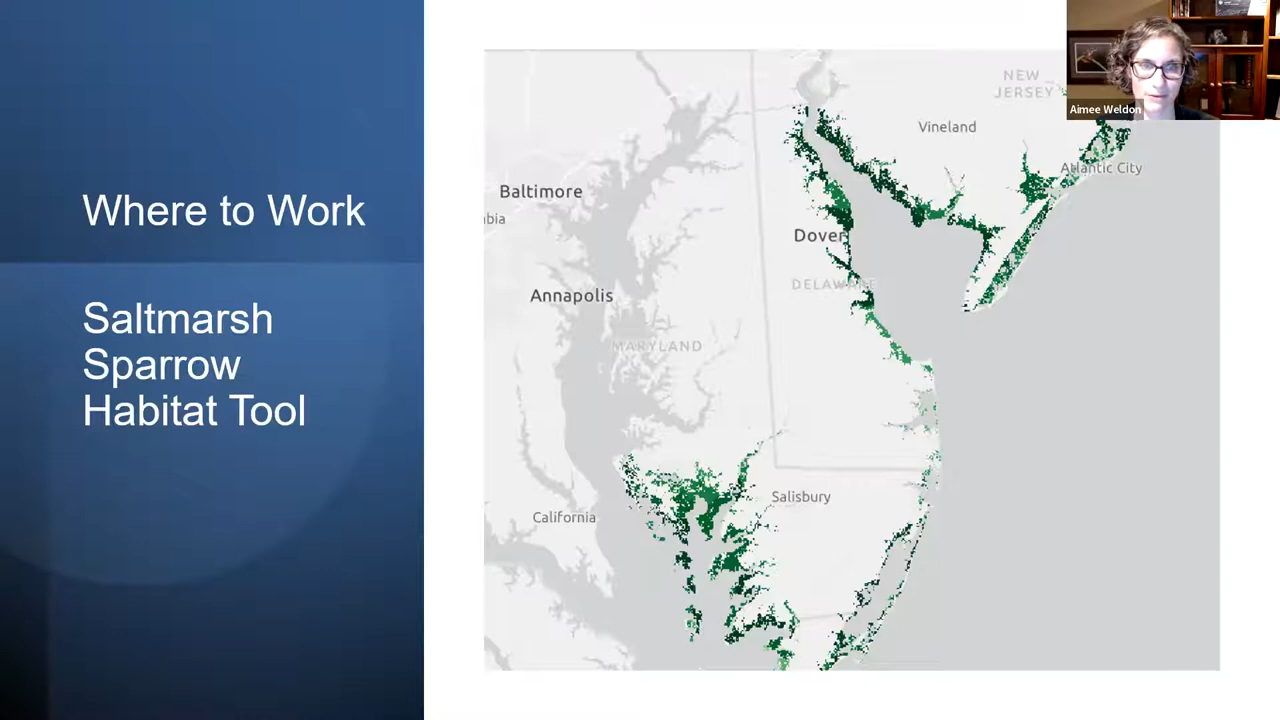 Where to Work
Saltmarsh
Sparrow
Habitat Tool
NEW
JERSEY
Aimee Weldon
Vineland
Atlantic City
Baltimore
bia
Dover
DELAWARE
Annapolis
MARYLAND
Salisbury
California